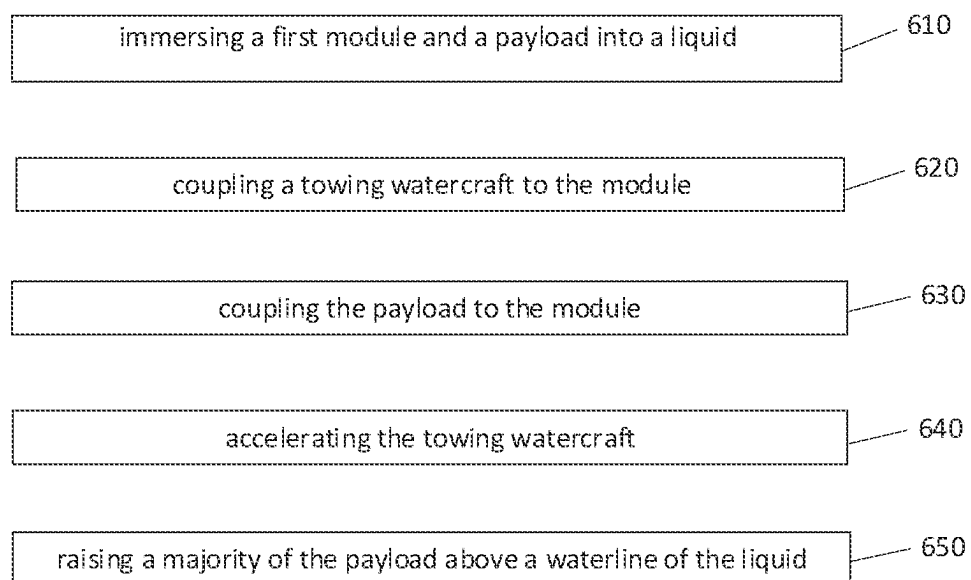 immersing a first module and a payload into a liquid 610
coupling a towing watercraft to the module 620
coupling the payload to the module 630
accelerating the towing watercraft 640
raising a majority of the payload above a waterline of the liquid 650